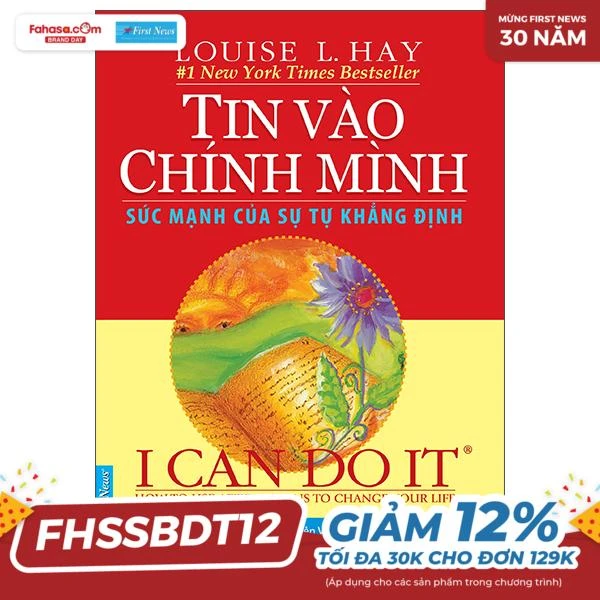 Fahasa.com
BRAND DAY
First News
MỪNG FIRST NEWS
30 NĂM
LOUISE L. HAY
#1 New York Times Bestseller
TIN VÀO
CHÍNH MÌNH
SỨC MẠNH CỦA SỰ TỰ KHẲNG ĐỊNH
I CAN DO IT®
News
FHSSBDT12
GIẢM 12%
TỐI ĐA 30K CHO ĐƠN 129K
(Áp dụng cho các sản phẩm trong chương trình)